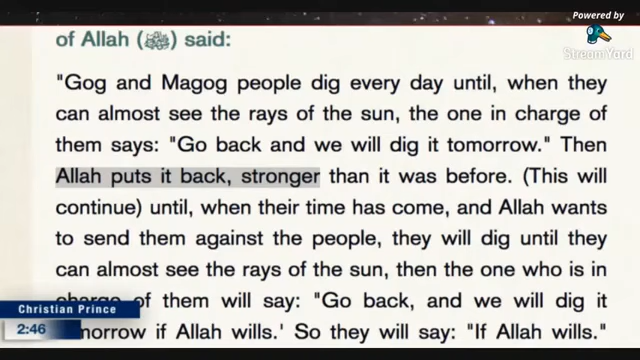 Powered by
StreamYard
of Allah (ﷺ) said:
"Gog and Magog people dig every day until, when they
can almost see the rays of the sun, the one in charge of
them says: "Go back and we will dig it tomorrow." Then
Allah puts it back, stronger than it was before. (This will
continue) until, when their time has come, and Allah wants
to send them against the people, they will dig until they
can almost see the rays of the sun, then the one who is in
charge of them will say: "Go back, and we will dig it
morrow if Allah wills.' So they will say: "If Allah wills."
Christian Prince
2:46